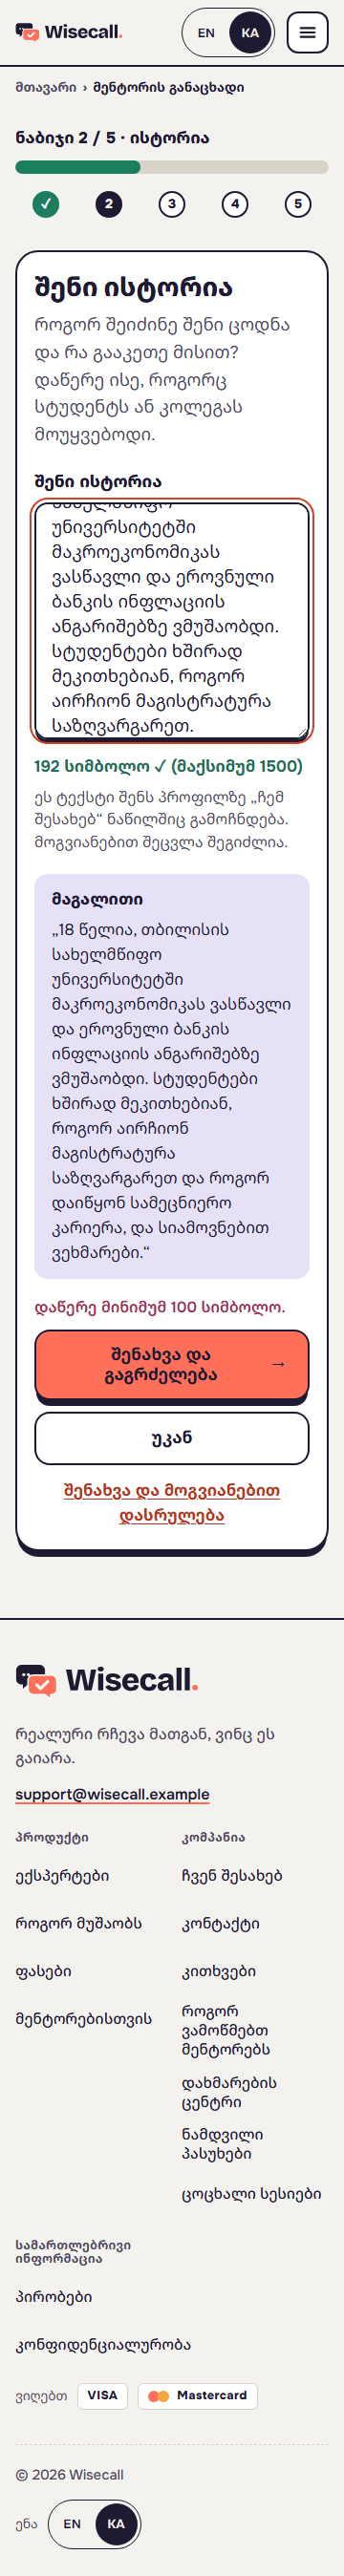 Wisecall.
EN KA
მთავარი › მენტორის განაცხადი
ნაბიჯი 2 / 5 · ისტორია
✓ 2 3 4 5
შენი ისტორია
როგორ შეიძინე შენი ცოდნა
და რა გააკეთე მისით?
დაწერე ისე, როგორც
სტუდენტს ან კოლეგას
მოუყვებოდი.
შენი ისტორია
უნივერსიტეტში
მაკროეკონომიკას
ვასწავლი და ეროვნული
ბანკის ინფლაციის
ანგარიშებზე ვმუშაობდი.
სტუდენტები ხშირად
მეკითხებიან, როგორ
აირჩიონ მაგისტრატურა
საზღვარგარეთ.
192 სიმბოლო ✓ (მაქსიმუმ 1500)
ეს ტექსტი შენს პროფილზე „ჩემ
შესახებ“ ნაწილშიც გამოჩნდება.
მოგვიანებით შეცვლა შეგიძლია.
მაგალითი
„18 წელია, თბილისის
სახელმწიფო
უნივერსიტეტში
მაკროეკონომიკას ვასწავლი
და ეროვნული ბანკის
ინფლაციის ანგარიშებზე
ვმუშაობდი. სტუდენტები
ხშირად მეკითხებიან,
როგორ აირჩიონ
მაგისტრატურა
საზღვარგარეთ და როგორ
დაიწყონ სამეცნიერო
კარიერა, და სიამოვნებით
ვეხმარები.“
დაწერე მინიმუმ 100 სიმბოლო.
შენახვა და
გაგრძელება →
უკან
შენახვა და მოგვიანებით
დასრულება
Wisecall.
რეალური რჩევა მათგან, ვინც ეს
გაიარა.
support@wisecall.example
პროდუქტი
ექსპერტები
როგორ მუშაობს
ფასები
მენტორებისთვის
კომპანია
ჩვენ შესახებ
კონტაქტი
კითხვები
როგორ
ვამოწმებთ
მენტორებს
დახმარების
ცენტრი
ნამდვილი
პასუხები
ცოცხალი სესიები
სამართლებრივი
ინფორმაცია
პირობები
კონფიდენციალურობა
ვიღებთ VISA Mastercard
© 2026 Wisecall
ენა EN KA